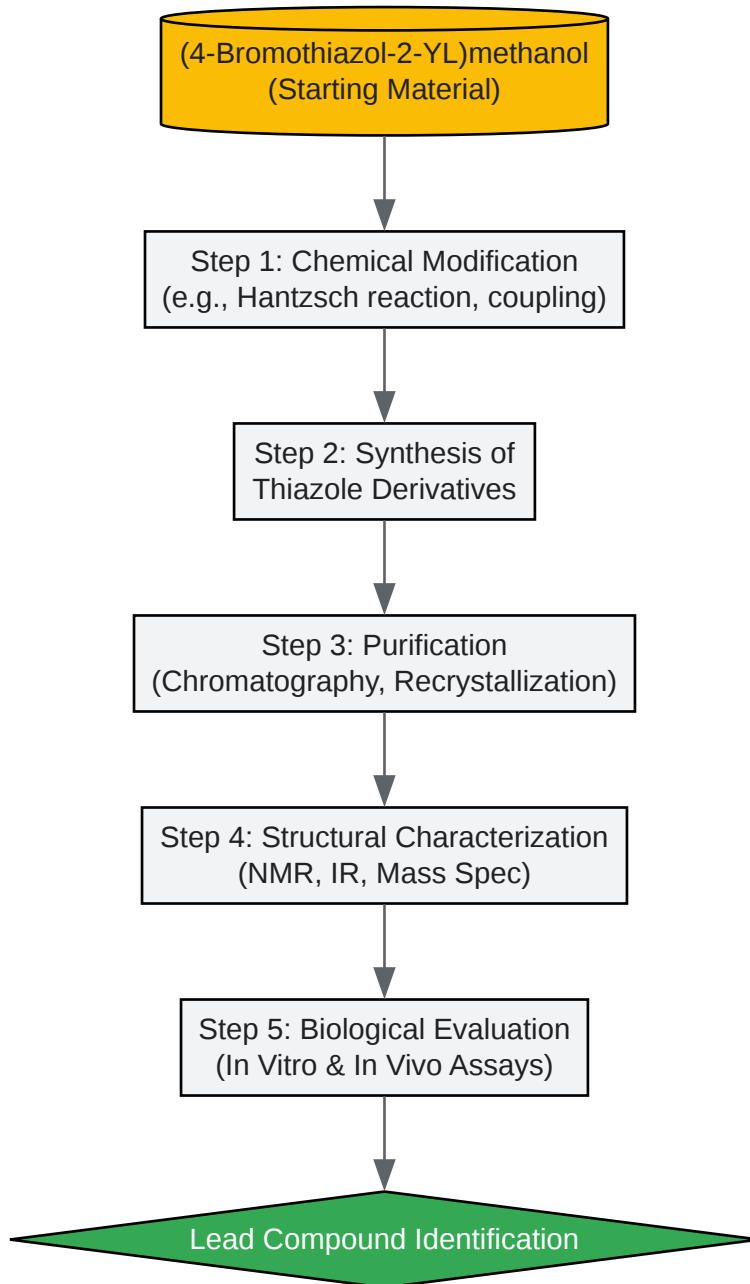 (4-Bromothiazol-2-YL)methanol
(Starting Material)
Step 1: Chemical Modification
(e.g., Hantzsch reaction, coupling)
Step 2: Synthesis of
Thiazole Derivatives
Step 3: Purification
(Chromatography, Recrystallization)
Step 4: Structural Characterization
(NMR, IR, Mass Spec)
Step 5: Biological Evaluation
(In Vitro & In Vivo Assays)
Lead Compound Identification